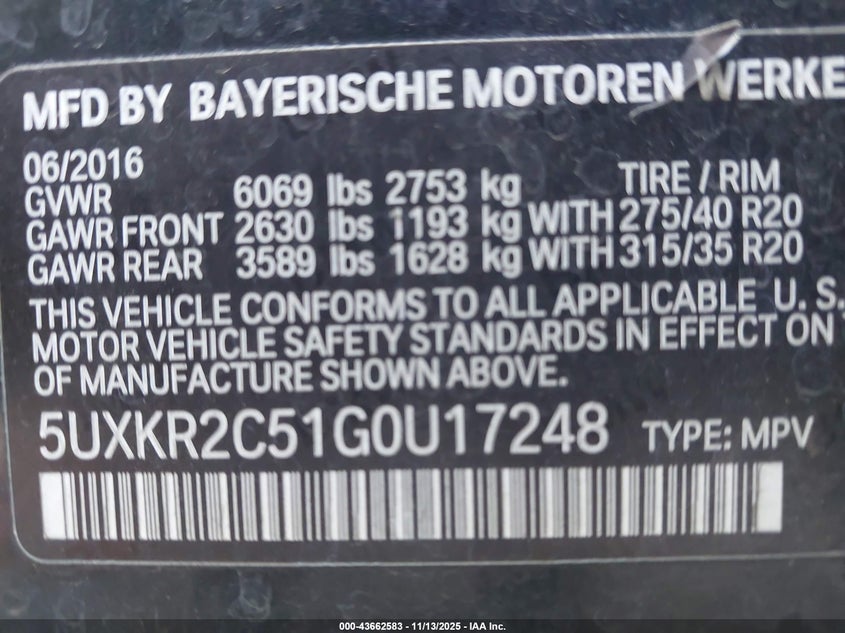 MFD BY BAYERISCHE MOTOREN WERKE
06/2016
GVWR 6069 lbs 2753 kg TIRE / RIM
GAWR FRONT 2630 lbs 1193 kg WITH 275/40 R20
GAWR REAR 3589 lbs 1628 kg WITH 315/35 R20
THIS VEHICLE CONFORMS TO ALL APPLICABLE U. S.
MOTOR VEHICLE SAFETY STANDARDS IN EFFECT ON
OF MANUFACTURE SHOWN ABOVE.
5UXKR2C51G0U17248 TYPE: MPV
000-43662583 - 11/13/2025 - IAA Inc.